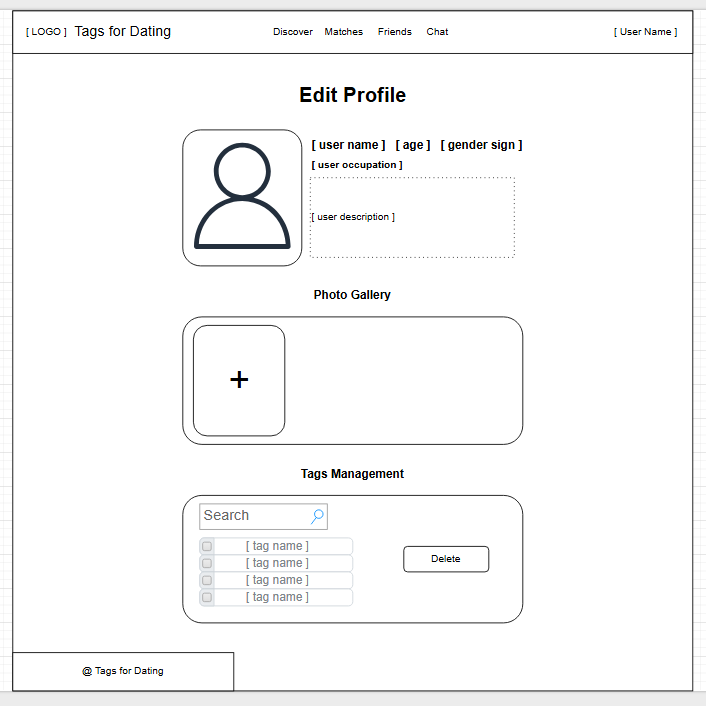 [ LOGO ] Tags for Dating Discover Matches Friends Chat [ User Name ]
Edit Profile
[ user name ] [ age ] [ gender sign ]
[ user occupation ]
[ user description ]
Photo Gallery
+
Tags Management
Search
[ tag name ]
[ tag name ]
[ tag name ]
[ tag name ]
Delete
@ Tags for Dating